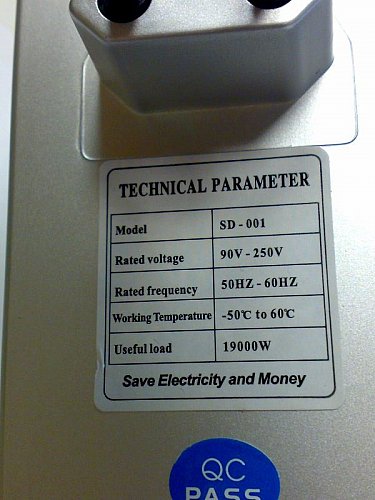 TECHNICAL PARAMETER
Model SD - 001
Rated voltage 90V - 250V
Rated frequency 50HZ - 60HZ
Working Temperature -50℃ to 60℃
Useful load 19000W
Save Electricity and Money
QC
PASS